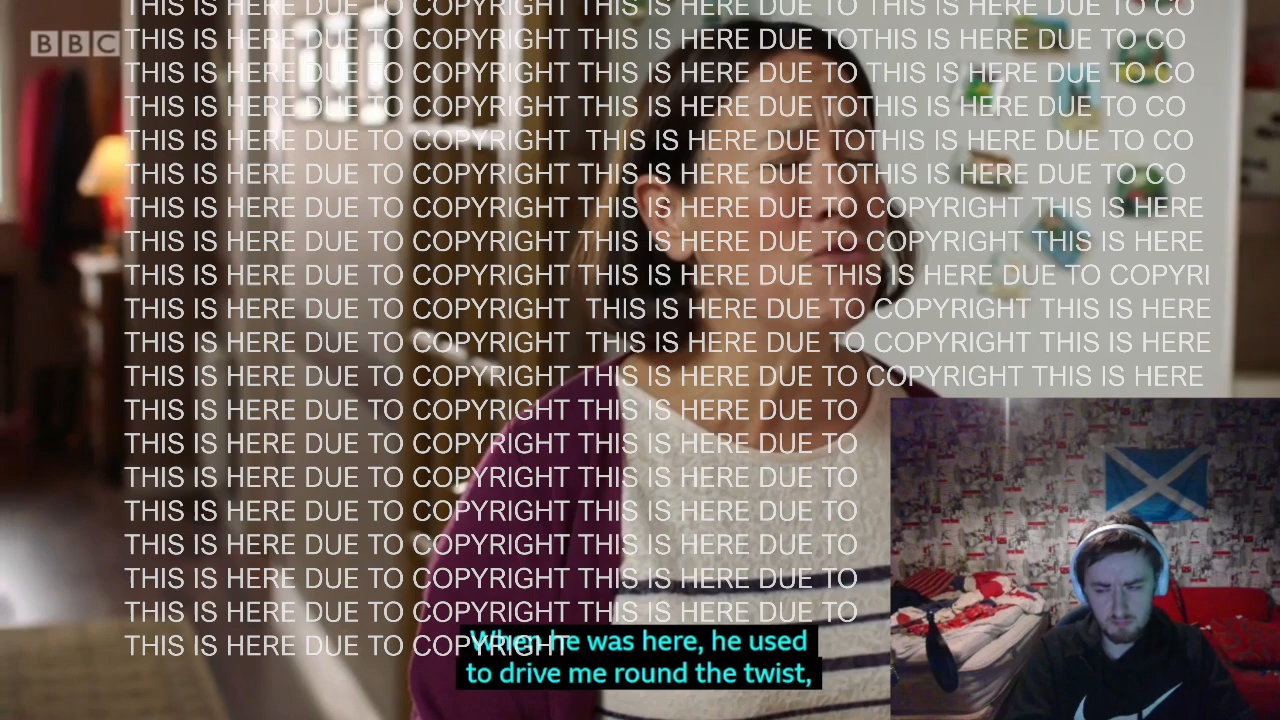 THIS IS HERE DUE TO COPYRIGHT THIS IS HERE DUE TO THIS IS HERE DUE TO CO
BBC
THIS IS HERE DUE TO COPYRIGHT THIS IS HERE DUE TOTHIS IS HERE DUE TO CO
THIS IS HERE DUE TO COPYRIGHT THIS IS HERE DUE TO THIS IS HERE DUE TO CO
THIS IS HERE DUE TO COPYRIGHT THIS IS HERE DUE TOTHIS IS HERE DUE TO CO
THIS IS HERE DUE TO COPYRIGHT THIS IS HERE DUE TOTHIS IS HERE DUE TO CO
THIS IS HERE DUE TO COPYRIGHT THIS IS HERE DUE TOTHIS IS HERE DUE TO CO
THIS IS HERE DUE TO COPYRIGHT THIS IS HERE DUE TO COPYRIGHT THIS IS HERE
THIS IS HERE DUE TO COPYRIGHT THIS IS HERE DUE TO COPYRIGHT THIS IS HERE
THIS IS HERE DUE TO COPYRIGHT THIS IS HERE DUE THIS IS HERE DUE TO COPYRI
THIS IS HERE DUE TO COPYRIGHT THIS IS HERE DUE TO COPYRIGHT THIS IS HERE
THIS IS HERE DUE TO COPYRIGHT THIS IS HERE DUE TO COPYRIGHT THIS IS HERE
THIS IS HERE DUE TO COPYRIGHT THIS IS HERE DUE TO COPYRIGHT THIS IS HERE
THIS IS HERE DUE TO COPYRIGHT THIS IS HERE DUE TO
THIS IS HERE DUE TO COPYRIGHT THIS IS HERE DUE TO
THIS IS HERE DUE TO COPYRIGHT THIS IS HERE DUE TO
THIS IS HERE DUE TO COPYRIGHT THIS IS HERE DUE TO
THIS IS HERE DUE TO COPYRIGHT THIS IS HERE DUE TO
THIS IS HERE DUE TO COPYRIGHT THIS IS HERE DUE TO
THIS IS HERE DUE TO COPYRIGHT THIS IS HERE DUE TO
THIS IS HERE DUE TO COPYRIGHT
When he was here, he used
to drive me round the twist,